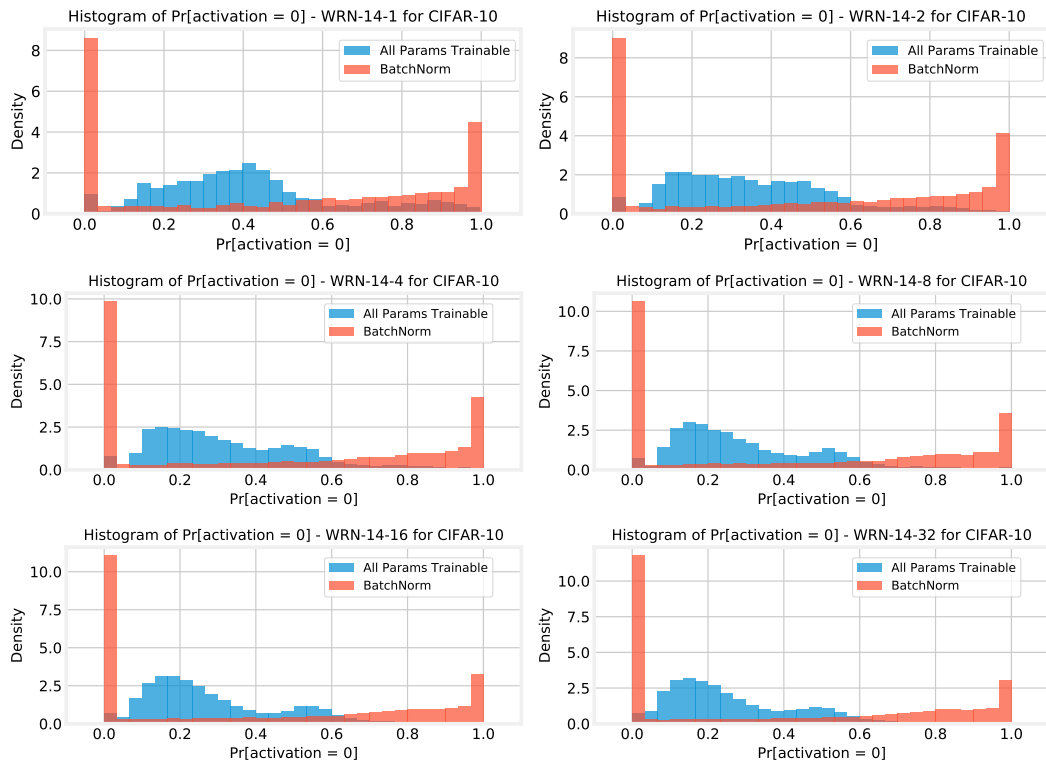 Histogram of Pr[activation = 0] - WRN-14-1 for CIFAR-10
All Params Trainable
BatchNorm
Density
8
6
4
2
0
0.0 0.2 0.4 0.6 0.8 1.0
Pr[activation = 0]
Histogram of Pr[activation = 0] - WRN-14-2 for CIFAR-10
All Params Trainable
BatchNorm
Density
8
6
4
2
0
0.0 0.2 0.4 0.6 0.8 1.0
Pr[activation = 0]
Histogram of Pr[activation = 0] - WRN-14-4 for CIFAR-10
All Params Trainable
BatchNorm
Density
10.0
7.5
5.0
2.5
0.0
0.0 0.2 0.4 0.6 0.8 1.0
Pr[activation = 0]
Histogram of Pr[activation = 0] - WRN-14-8 for CIFAR-10
All Params Trainable
BatchNorm
Density
10.0
7.5
5.0
2.5
0.0
0.0 0.2 0.4 0.6 0.8 1.0
Pr[activation = 0]
Histogram of Pr[activation = 0] - WRN-14-16 for CIFAR-10
All Params Trainable
BatchNorm
Density
10.0
7.5
5.0
2.5
0.0
0.0 0.2 0.4 0.6 0.8 1.0
Pr[activation = 0]
Histogram of Pr[activation = 0] - WRN-14-32 for CIFAR-10
All Params Trainable
BatchNorm
Density
10.0
7.5
5.0
2.5
0.0
0.0 0.2 0.4 0.6 0.8 1.0
Pr[activation = 0]